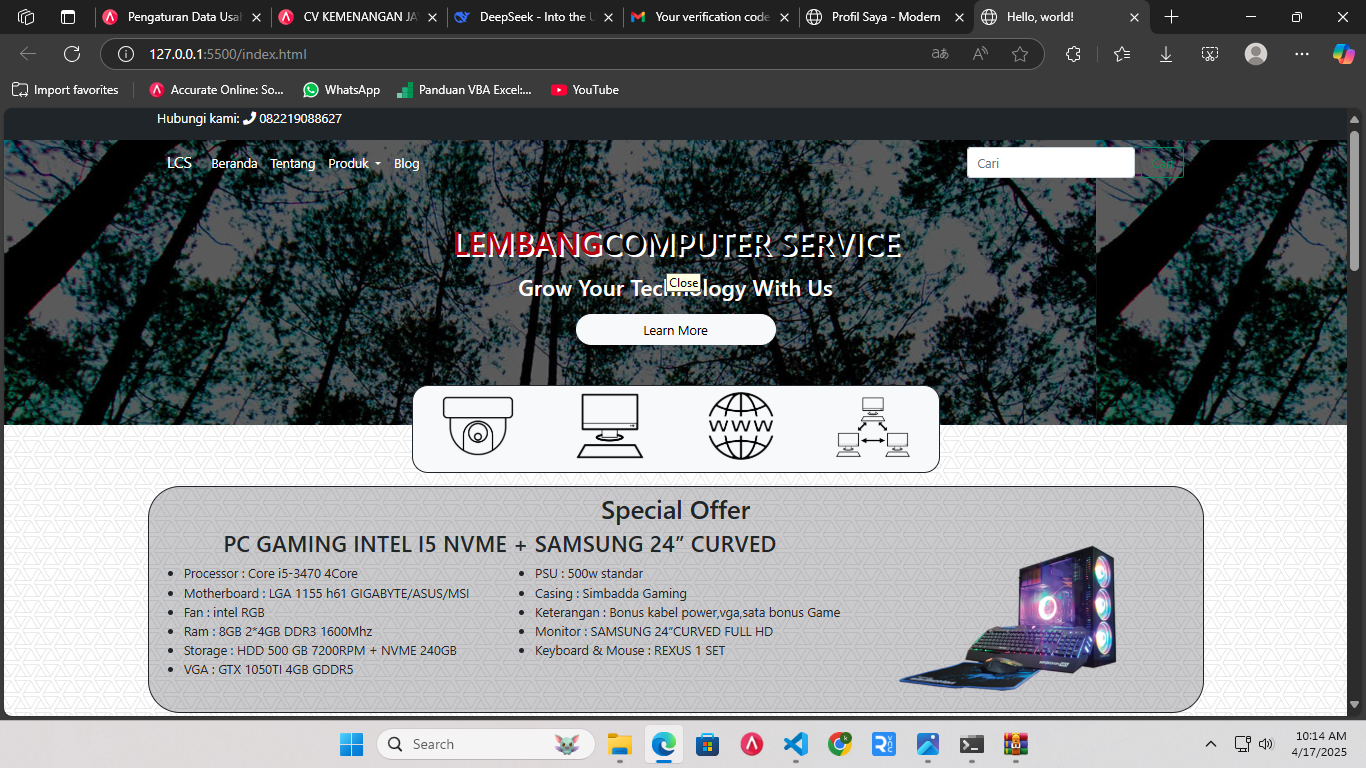 Pengaturan Data Usah
CV KEMENANGAN JAY
DeepSeek - Into the U
Your verification code
Profil Saya - Modern
Hello, world!
127.0.0.1:5500/index.html
Import favorites
Accurate Online: So...
WhatsApp
Panduan VBA Excel:...
YouTube
Hubungi kami: 082219088627
LCS Beranda Tentang Produk Blog
Cari
LEMBANGCOMPUTER SERVICE
Grow Your Technology With Us
Close
Learn More
WWW
Special Offer
PC GAMING INTEL I5 NVME + SAMSUNG 24” CURVED
Processor : Core i5-3470 4Core
Motherboard : LGA 1155 h61 GIGABYTE/ASUS/MSI
Fan : intel RGB
Ram : 8GB 2*4GB DDR3 1600Mhz
Storage : HDD 500 GB 7200RPM + NVME 240GB
VGA : GTX 1050TI 4GB GDDR5
PSU : 500w standar
Casing : Simbadda Gaming
Keterangan : Bonus kabel power,vga,sata bonus Game
Monitor : SAMSUNG 24”CURVED FULL HD
Keyboard & Mouse : REXUS 1 SET
Search
10:14 AM
4/17/2025